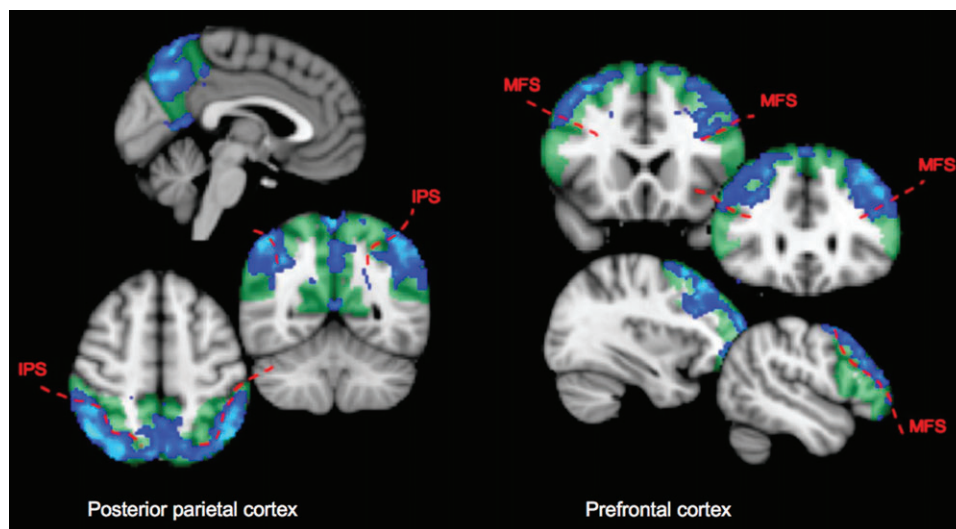 MFS
MFS
MFS
IPS
IPS
MFS
Posterior parietal cortex
Prefrontal cortex